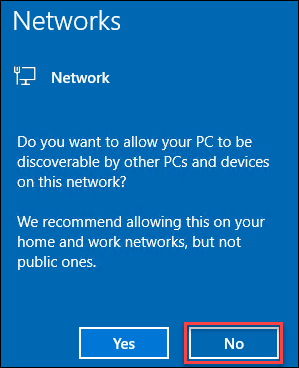 Networks
Network
Do you want to allow your PC to be
discoverable by other PCs and devices
on this network?
We recommend allowing this on your
home and work networks, but not
public ones.
Yes
No